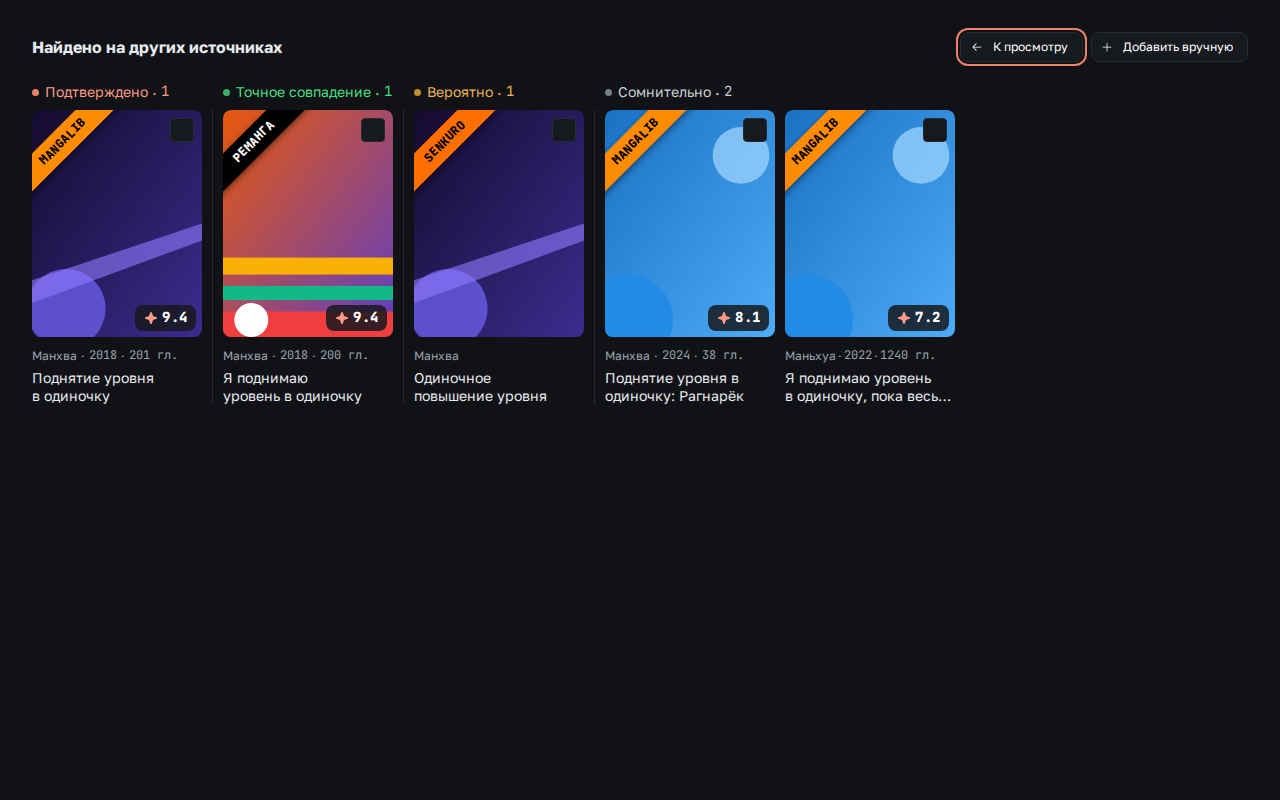 Найдено на других источниках
К просмотру
Добавить вручную
Подтверждено · 1
Точное совпадение · 1
Вероятно · 1
Сомнительно · 2
MANGALIB
9.4
Манхва · 2018 · 201 гл.
Поднятие уровня
в одиночку
РЕМАНГА
9.4
Манхва · 2018 · 200 гл.
Я поднимаю
уровень в одиночку
SENKURO
Манхва
Одиночное
повышение уровня
MANGALIB
8.1
Манхва · 2024 · 38 гл.
Поднятие уровня в
одиночку: Рагнарёк
MANGALIB
7.2
Маньхуа · 2022 · 1240 гл.
Я поднимаю уровень
в одиночку, пока весь...